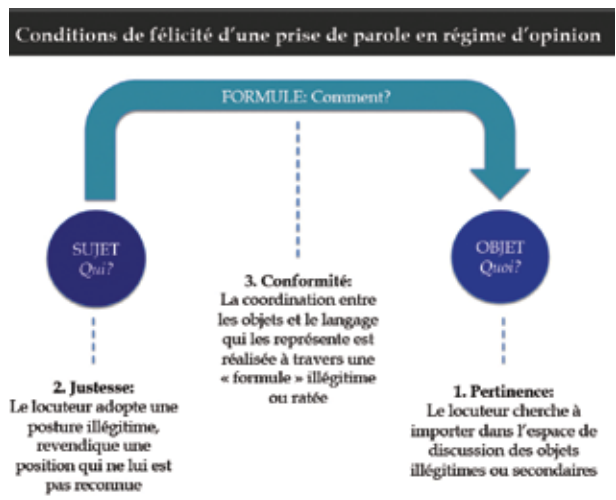 Conditions de félicité d'une prise de parole en régime d'opinion
FORMULE: Comment?
SUJET
Qui?
OBJET
Quoi?
3. Conformité:
La coordination entre
les objets et le langage
qui les représente est
réalisée à travers une
« formule » illégitime
ou ratée
2. Justesse:
Le locuteur adopte une
posture illégitime,
revendique une
position qui ne lui est
pas reconnue
1. Pertinence:
Le locuteur cherche à
importer dans l'espace de
discussion des objets
illégitimes ou secondaires